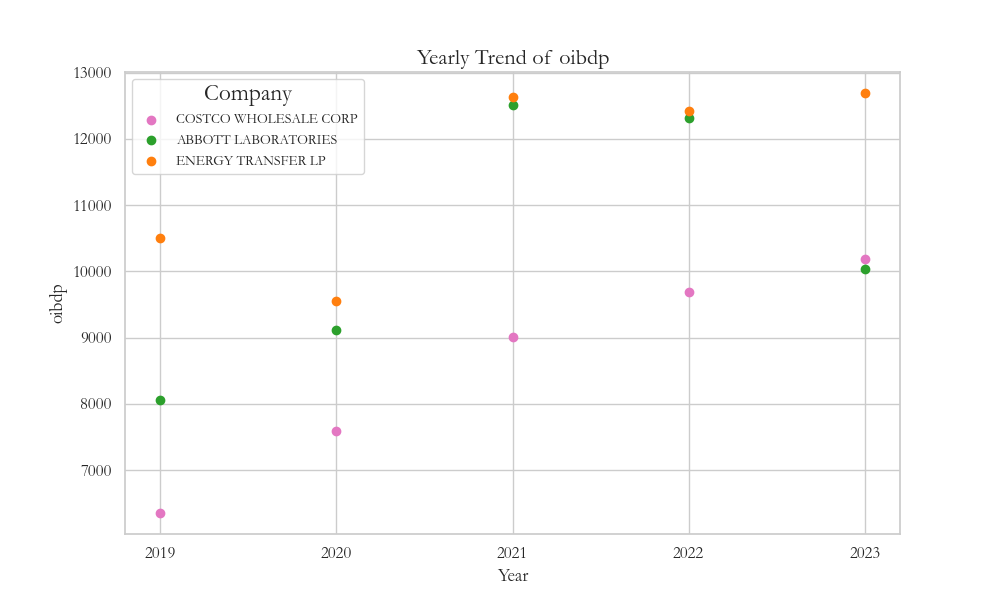 Yearly Trend of oibdp
13000
12000
11000
10000
9000
8000
7000
oibdp
Company
COSTCO WHOLESALE CORP
ABBOTT LABORATORIES
ENERGY TRANSFER LP
2019 2020 2021 2022 2023
Year